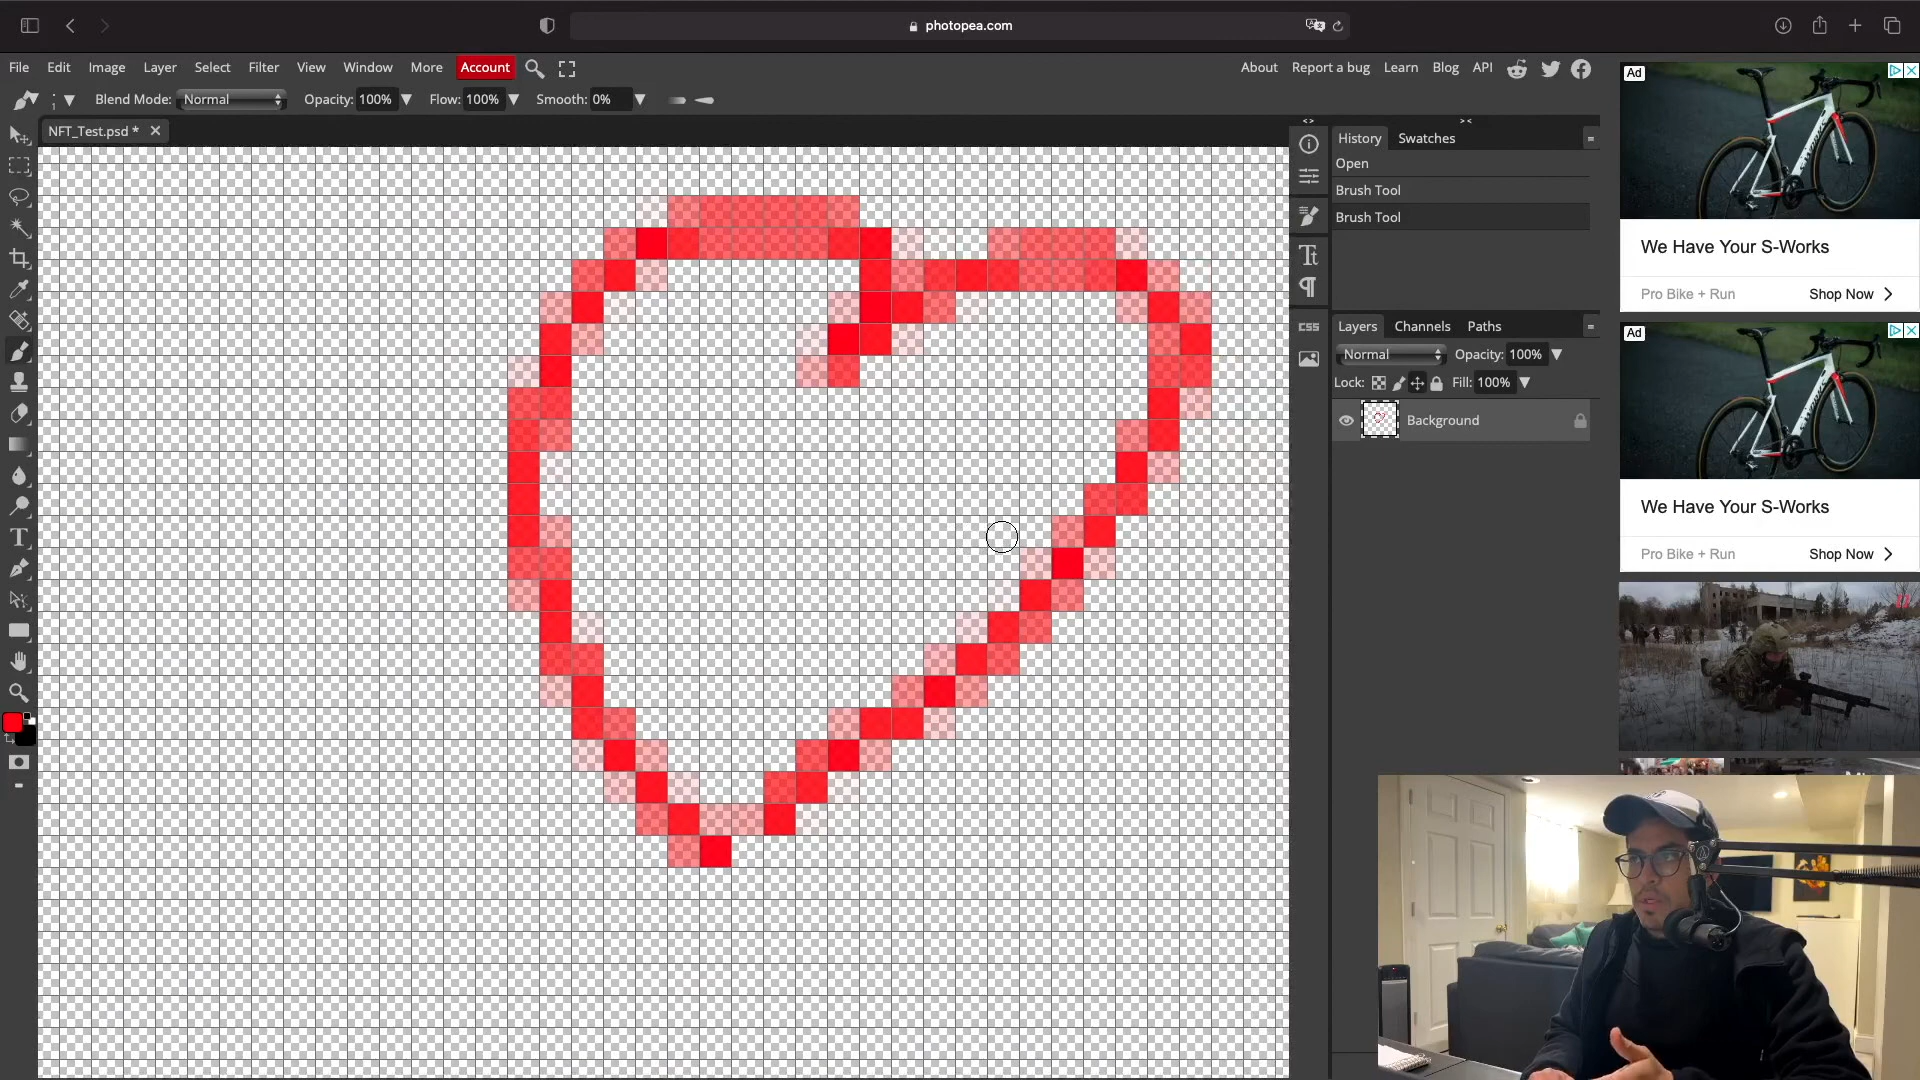 photopea.com
File Edit Image Layer Select Filter View Window More Account
About Report a bug Learn Blog API
1 Blend Mode: Normal Opacity: 100% Flow: 100% Smooth: 0%
NFT_Test.psd *
History Swatches
Open
Brush Tool
Brush Tool
CSS
Layers Channels Paths
Normal Opacity: 100%
Lock: Fill: 100%
Background
Ad
We Have Your S-Works
Pro Bike + Run Shop Now
Ad
We Have Your S-Works
Pro Bike + Run Shop Now